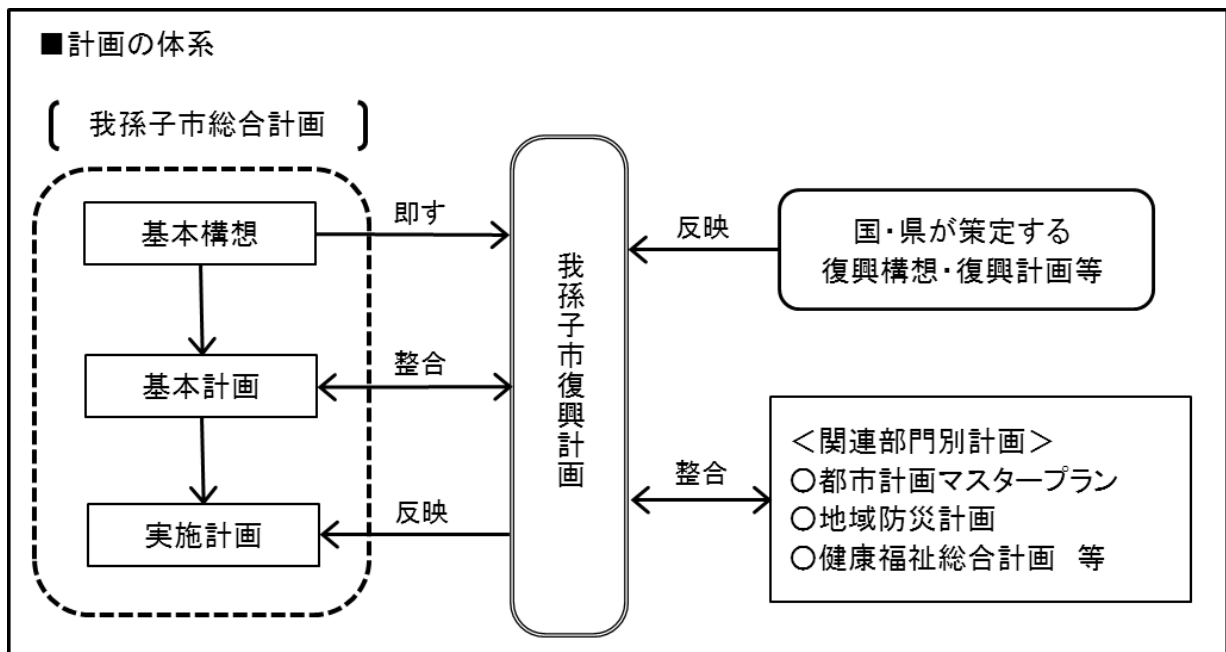 ■計画の体系
〔 我孫子市総合計画 〕
基本構想
即す
基本計画
整合
実施計画
反映
我孫子市復興計画
反映
国・県が策定する
復興構想・復興計画等
整合
＜関連部門別計画＞
○都市計画マスタープラン
○地域防災計画
○健康福祉総合計画　等